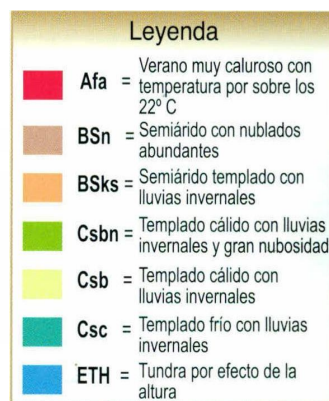 Leyenda
Afa = Verano muy caluroso con
temperatura por sobre los
22º C
BSn = Semiárido con nublados
abundantes
BSks = Semiárido templado con
lluvias invernales
Csbn = Templado cálido con lluvias
invernales y gran nubosidad
Csb = Templado cálido con
lluvias invernales
Csc = Templado frío con lluvias
invernales
ETH = Tundra por efecto de la
altura